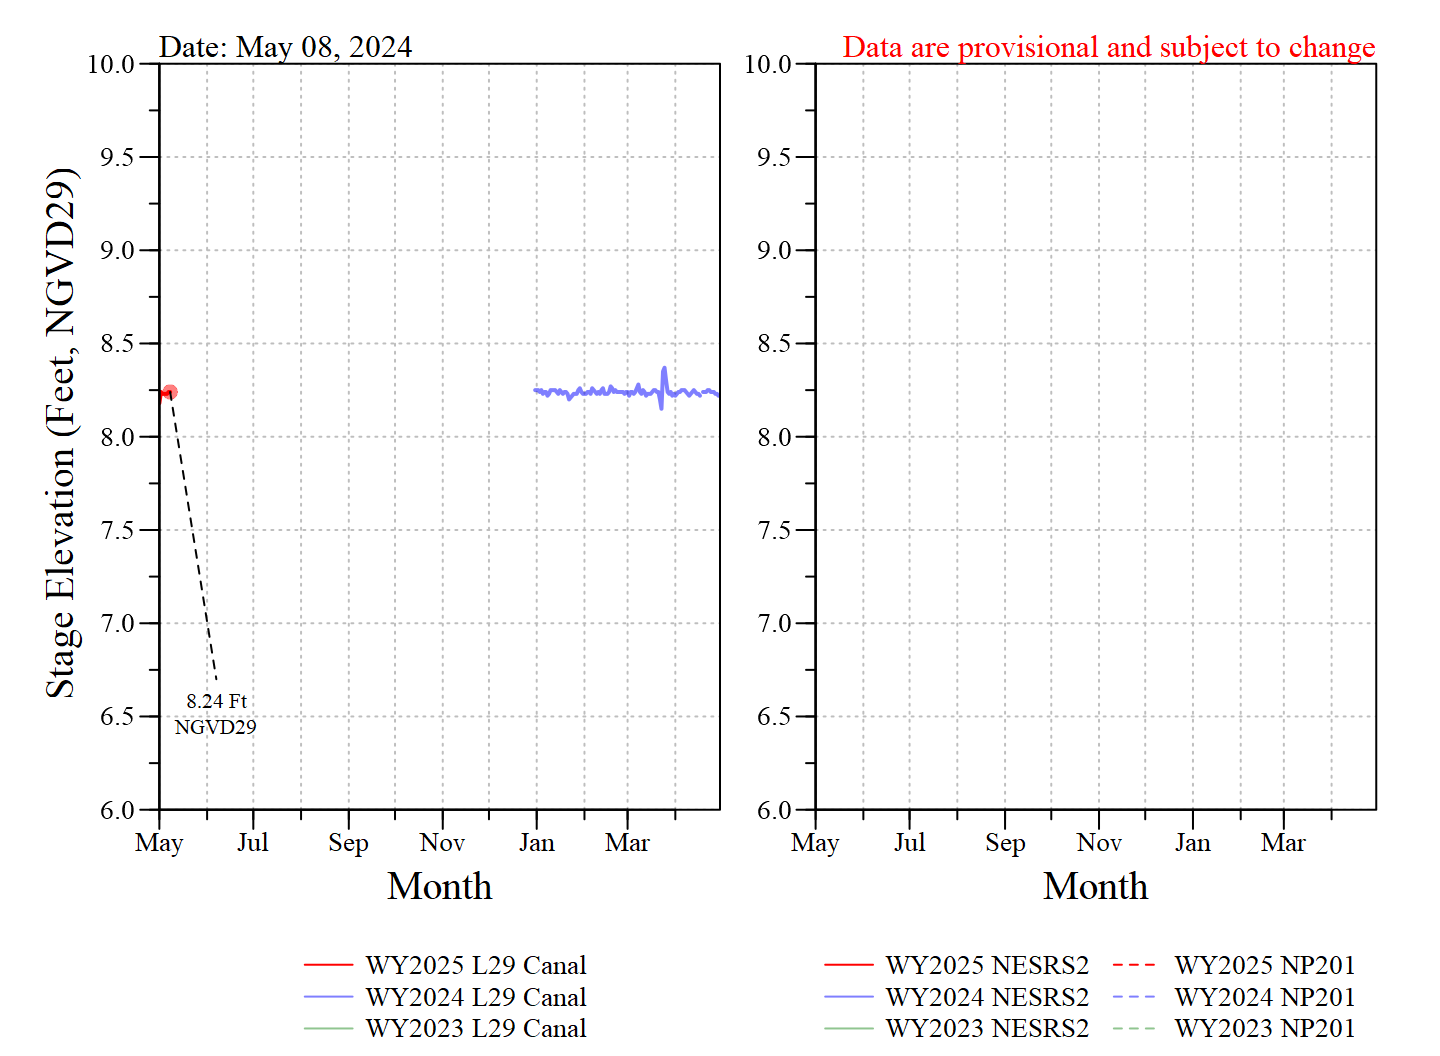 Date: May 08, 2024
Data are provisional and subject to change
Stage Elevation (Feet, NGVD29)
10.0
9.5
9.0
8.5
8.0
7.5
7.0
6.5
6.0
8.24 Ft
NGVD29
May Jul Sep Nov Jan Mar
Month
10.0
9.5
9.0
8.5
8.0
7.5
7.0
6.5
6.0
May Jul Sep Nov Jan Mar
Month
WY2025 L29 Canal
WY2024 L29 Canal
WY2023 L29 Canal
WY2025 NESRS2 WY2025 NP201
WY2024 NESRS2 WY2024 NP201
WY2023 NESRS2 WY2023 NP201